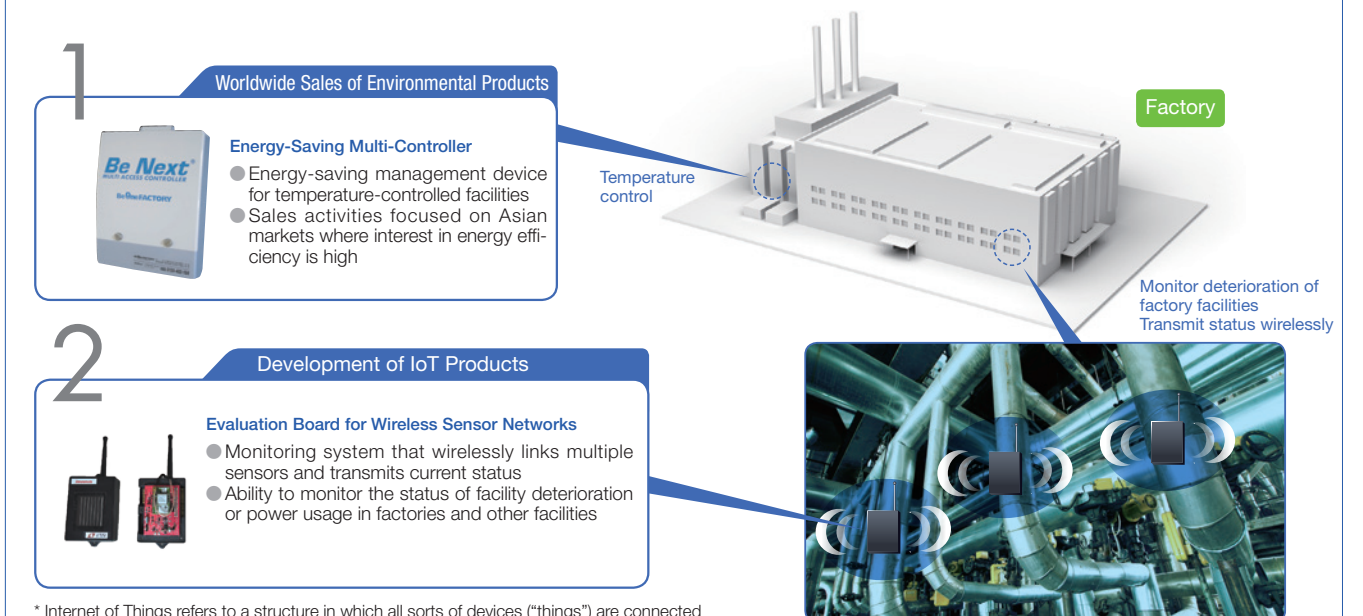 1
Worldwide Sales of Environmental Products
Be Next®
MULTI ACCESS CONTROLLER
BeOneFACTORY
Energy-Saving Multi-Controller
● Energy-saving management device
for temperature-controlled facilities
● Sales activities focused on Asian
markets where interest in energy effi-
ciency is high
Factory
Temperature
control
Monitor deterioration of
factory facilities
Transmit status wirelessly
2
Development of IoT Products
Evaluation Board for Wireless Sensor Networks
● Monitoring system that wirelessly links multiple
sensors and transmits current status
● Ability to monitor the status of facility deterioration
or power usage in factories and other facilities
* Internet of Things refers to a structure in which all sorts of devices (“things”) are connected